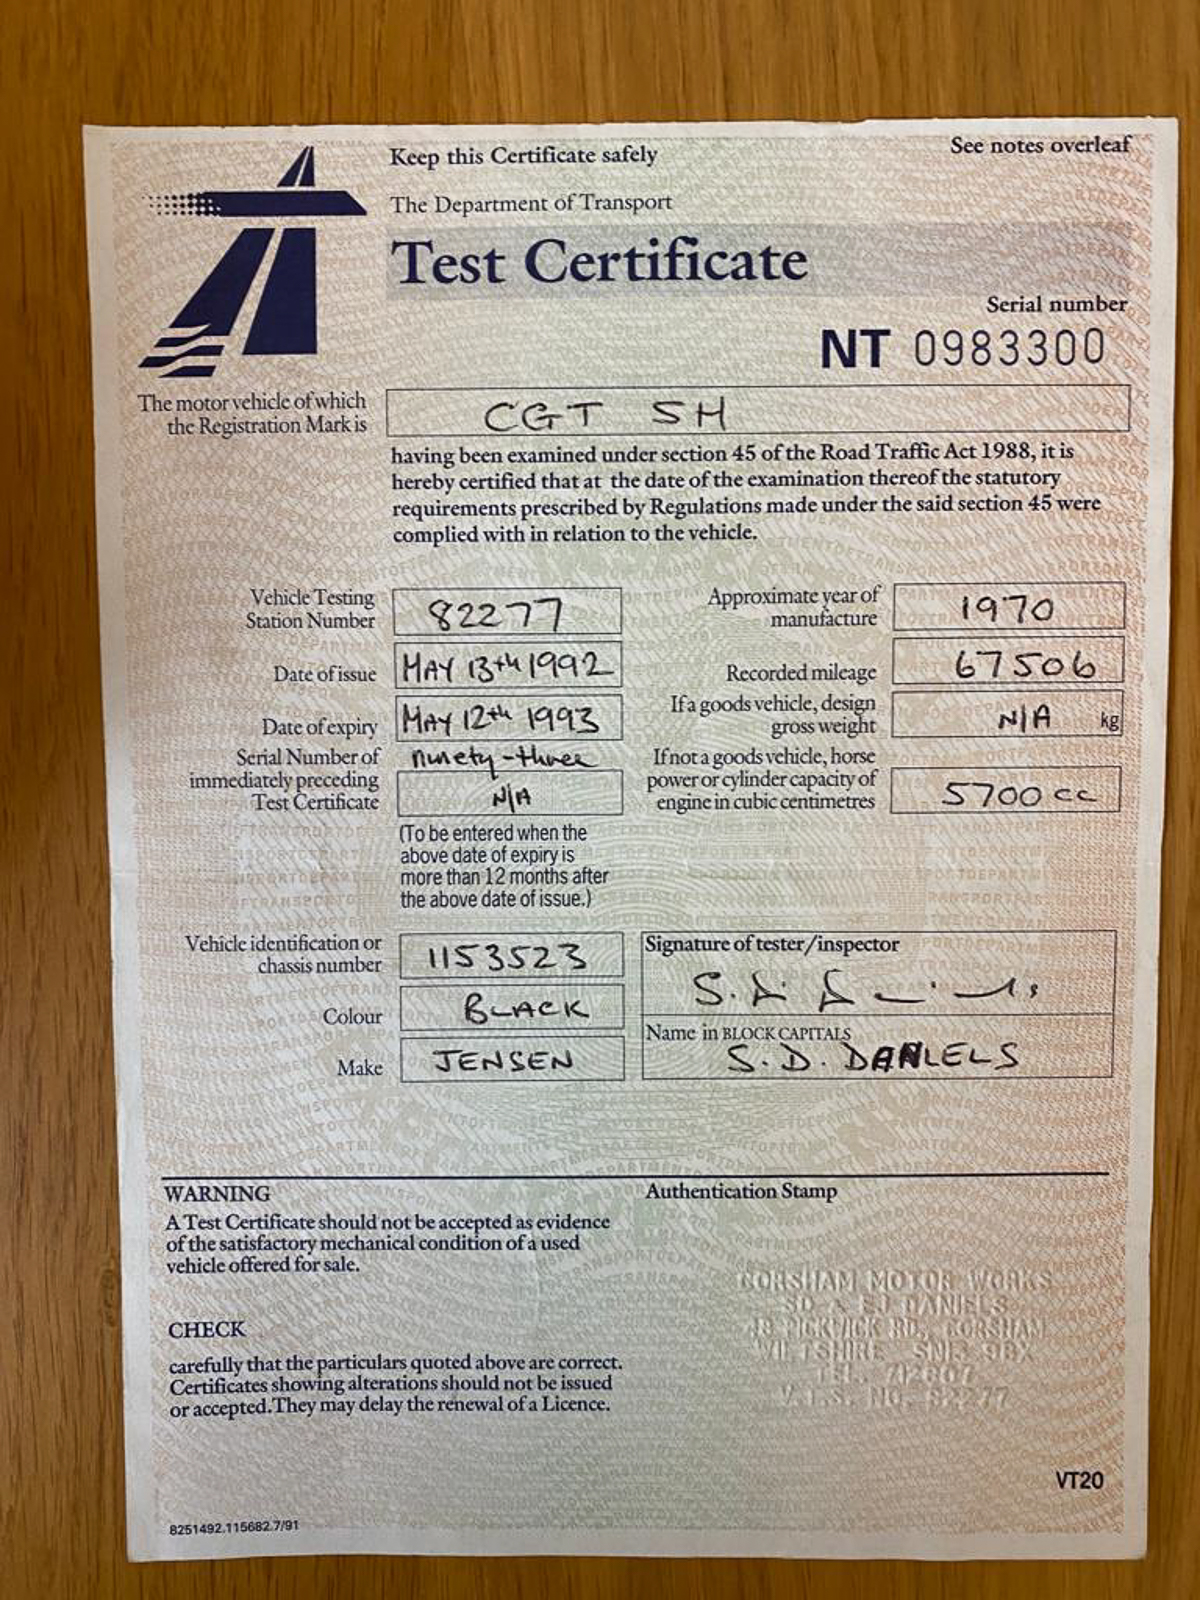 Keep this Certificate safely
See notes overleaf
The Department of Transport
Test Certificate
Serial number
NT 0983300
The motor vehicle of which
the Registration Mark is
CGT 5H
having been examined under section 45 of the Road Traffic Act 1988, it is
hereby certified that at the date of the examination thereof the statutory
requirements prescribed by Regulations made under the said section 45 were
complied with in relation to the vehicle.
Vehicle Testing
Station Number
82277
Approximate year of
manufacture
1970
Date of issue
MAY 13th 1992
Recorded mileage
67506
Date of expiry
MAY 12th 1993
ninety-three
If a goods vehicle, design
gross weight
N/A kg
Serial Number of
immediately preceding
Test Certificate
N/A
If not a goods vehicle, horse
power or cylinder capacity of
engine in cubic centimetres
5700 cc
(To be entered when the
above date of expiry is
more than 12 months after
the above date of issue.)
Vehicle identification or
chassis number
1153523
Colour
BLACK
Make
JENSEN
Signature of tester/inspector
Name in BLOCK CAPITALS
S. D. DANIELS
WARNING
A Test Certificate should not be accepted as evidence
of the satisfactory mechanical condition of a used
vehicle offered for sale.
CHECK
carefully that the particulars quoted above are correct.
Certificates showing alterations should not be issued
or accepted. They may delay the renewal of a Licence.
Authentication Stamp
CORSHAM MOTOR WORKS
SD & EJ DANIELS
PICKWICK RD, CORSHAM
WILTSHIRE SN13 9BX
TEL.
V.T.S. NO.
VT20
8251492.115682.7/91